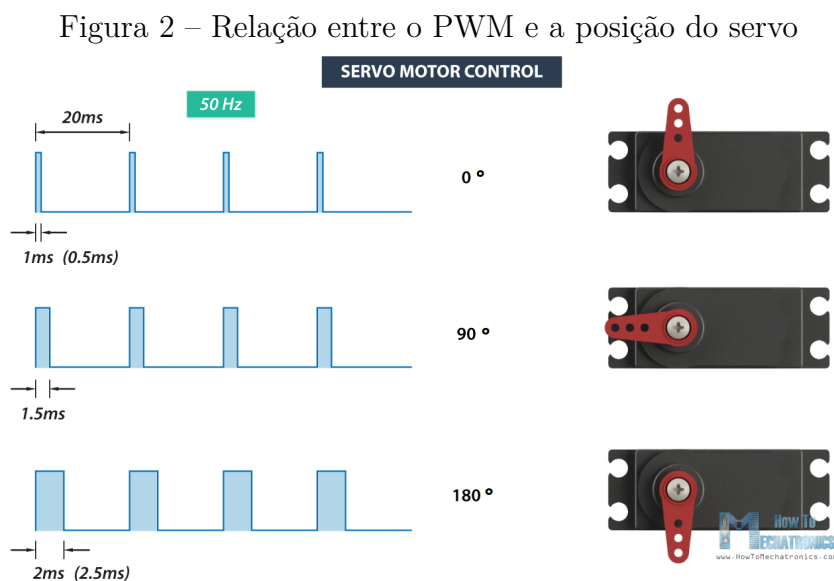 Figura 2 – Relação entre o PWM e a posição do servo
SERVO MOTOR CONTROL
50 Hz
20ms
0 °
1ms (0.5ms)
90 °
1.5ms
180 °
2ms (2.5ms)
How To
MECHATRONICS
www.HowToMechatronics.com